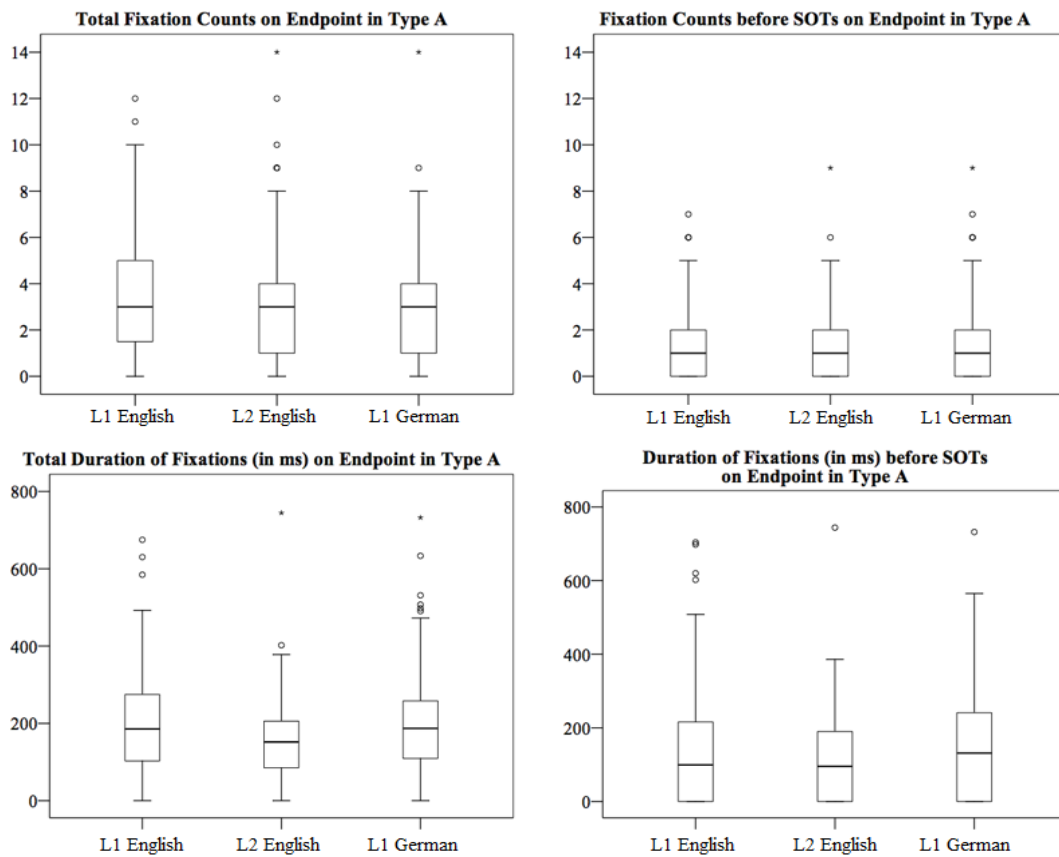 Total Fixation Counts on Endpoint in Type A
14
12
10
8
6
4
2
0
L1 English L2 English L1 German
Fixation Counts before SOTs on Endpoint in Type A
14
12
10
8
6
4
2
0
L1 English L2 English L1 German
Total Duration of Fixations (in ms) on Endpoint in Type A
800
600
400
200
0
L1 English L2 English L1 German
Duration of Fixations (in ms) before SOTs
on Endpoint in Type A
800
600
400
200
0
L1 English L2 English L1 German